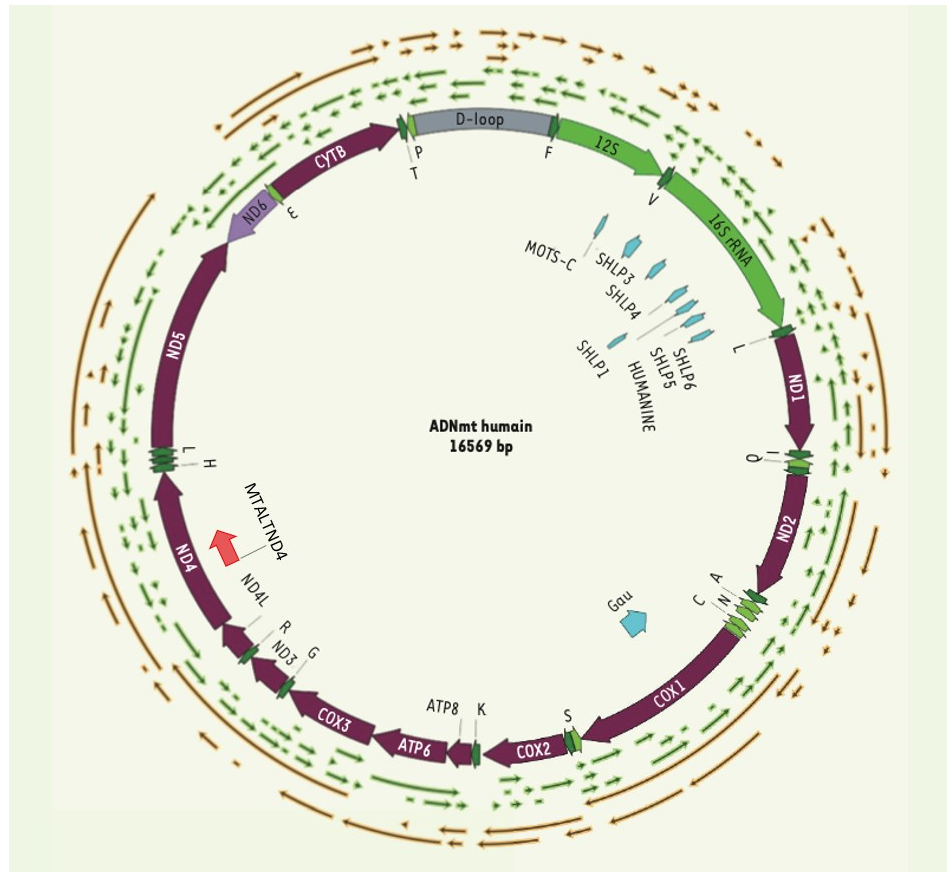 D-loop
P
T
F
12S
V
16S rRNA
L
ND1
I
Q
ND2
A
N
C
COX1
S
COX2
K
ATP8
ATP6
COX3
G
ND3
R
ND4L
ND4
MTALTND4
H
L
ND5
ND6
ε
CYTB
MOTS-C
SHLP3
SHLP4
SHLP1
HUMANINE
SHLP5
SHLP6
Gau
ADNmt humain
16569 bp